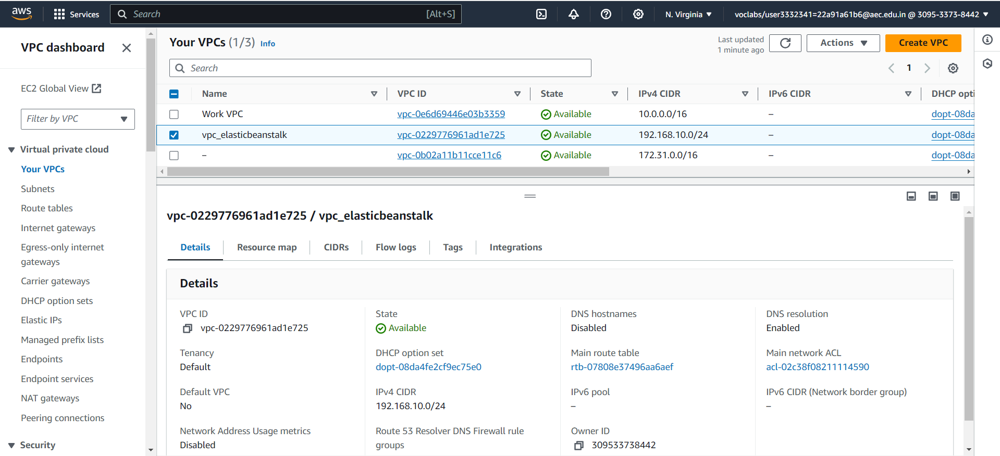 aws
Services
Search [Alt+S]
N. Virginia
voclabs/user3332341=22a91a61b6@aec.edu.in @ 3095-3373-8442
VPC dashboard
EC2 Global View
Filter by VPC
Virtual private cloud
Your VPCs
Subnets
Route tables
Internet gateways
Egress-only internet
gateways
Carrier gateways
DHCP option sets
Elastic IPs
Managed prefix lists
Endpoints
Endpoint services
NAT gateways
Peering connections
Security
Your VPCs (1/3) Info
Last updated
1 minute ago
Actions
Create VPC
Search
1
Name VPC ID State IPv4 CIDR IPv6 CIDR DHCP opti
Work VPC vpc-0e6d69446e03b3359 Available 10.0.0.0/16 – dopt-08da
vpc_elasticbeanstalk vpc-0229776961ad1e725 Available 192.168.10.0/24 – dopt-08da
– vpc-0b02a11b11cce11c6 Available 172.31.0.0/16 – dopt-08da
vpc-0229776961ad1e725 / vpc_elasticbeanstalk
Details Resource map CIDRs Flow logs Tags Integrations
Details
VPC ID
vpc-0229776961ad1e725
State
Available
DNS hostnames
Disabled
DNS resolution
Enabled
Tenancy
Default
DHCP option set
dopt-08da4fe2cf9ec75e0
Main route table
rtb-07808e37496aa6aef
Main network ACL
acl-02c38f08211114590
Default VPC
No
IPv4 CIDR
192.168.10.0/24
IPv6 pool
–
IPv6 CIDR (Network border group)
–
Network Address Usage metrics
Disabled
Route 53 Resolver DNS Firewall rule
groups
Owner ID
309533738442